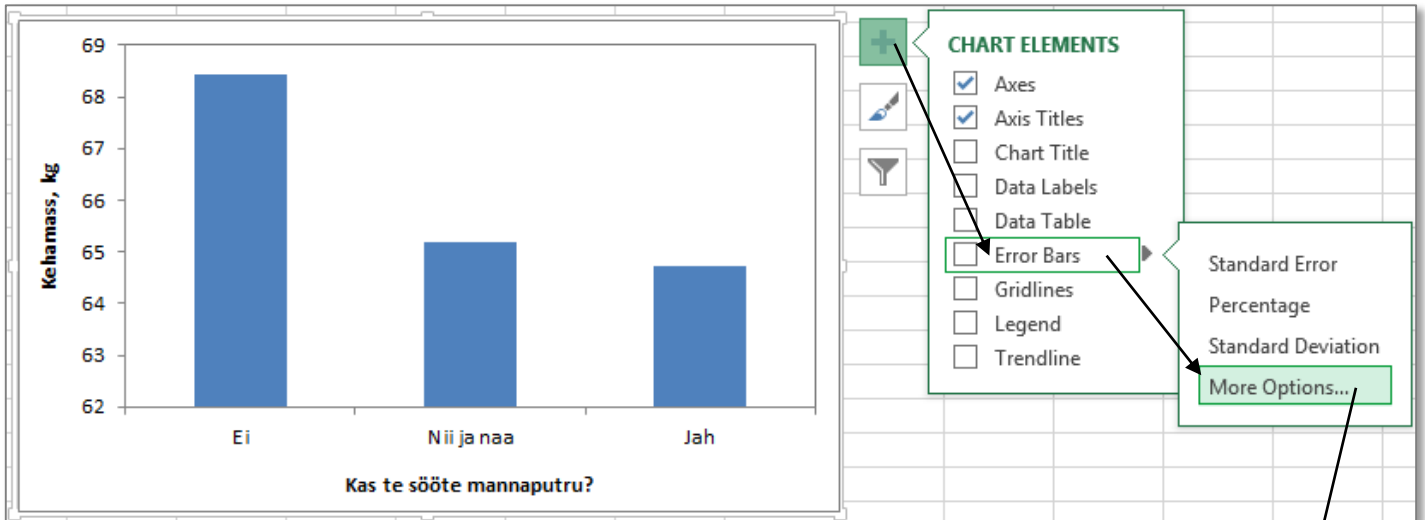 69
68
67
66
65
64
63
62
Kehamass, kg
Ei
Nii ja naa
Jah
Kas te sööte mannaputru?
CHART ELEMENTS
Axes
Axis Titles
Chart Title
Data Labels
Data Table
Error Bars
Gridlines
Legend
Trendline
Standard Error
Percentage
Standard Deviation
More Options...